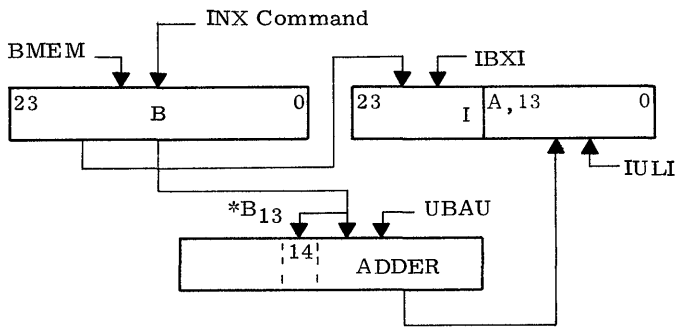 INX Command
BMEM
IBXI
23 B 0
23 I A,13 0
IULI
*B13
UBAU
14 ADDER